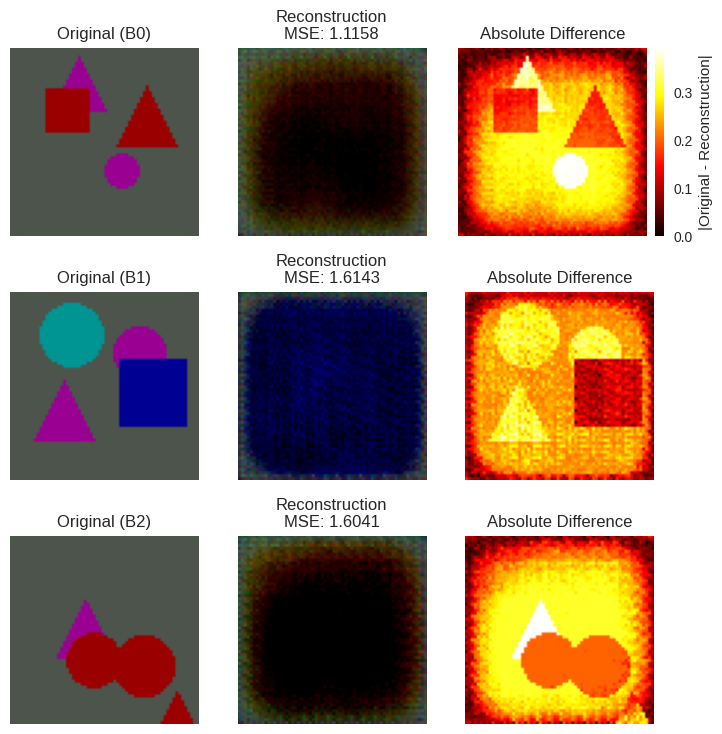 Original (B0)
Reconstruction
MSE: 1.1158
Absolute Difference
0.3
0.2
0.1
0.0
|Original - Reconstruction|
Original (B1)
Reconstruction
MSE: 1.6143
Absolute Difference
Original (B2)
Reconstruction
MSE: 1.6041
Absolute Difference